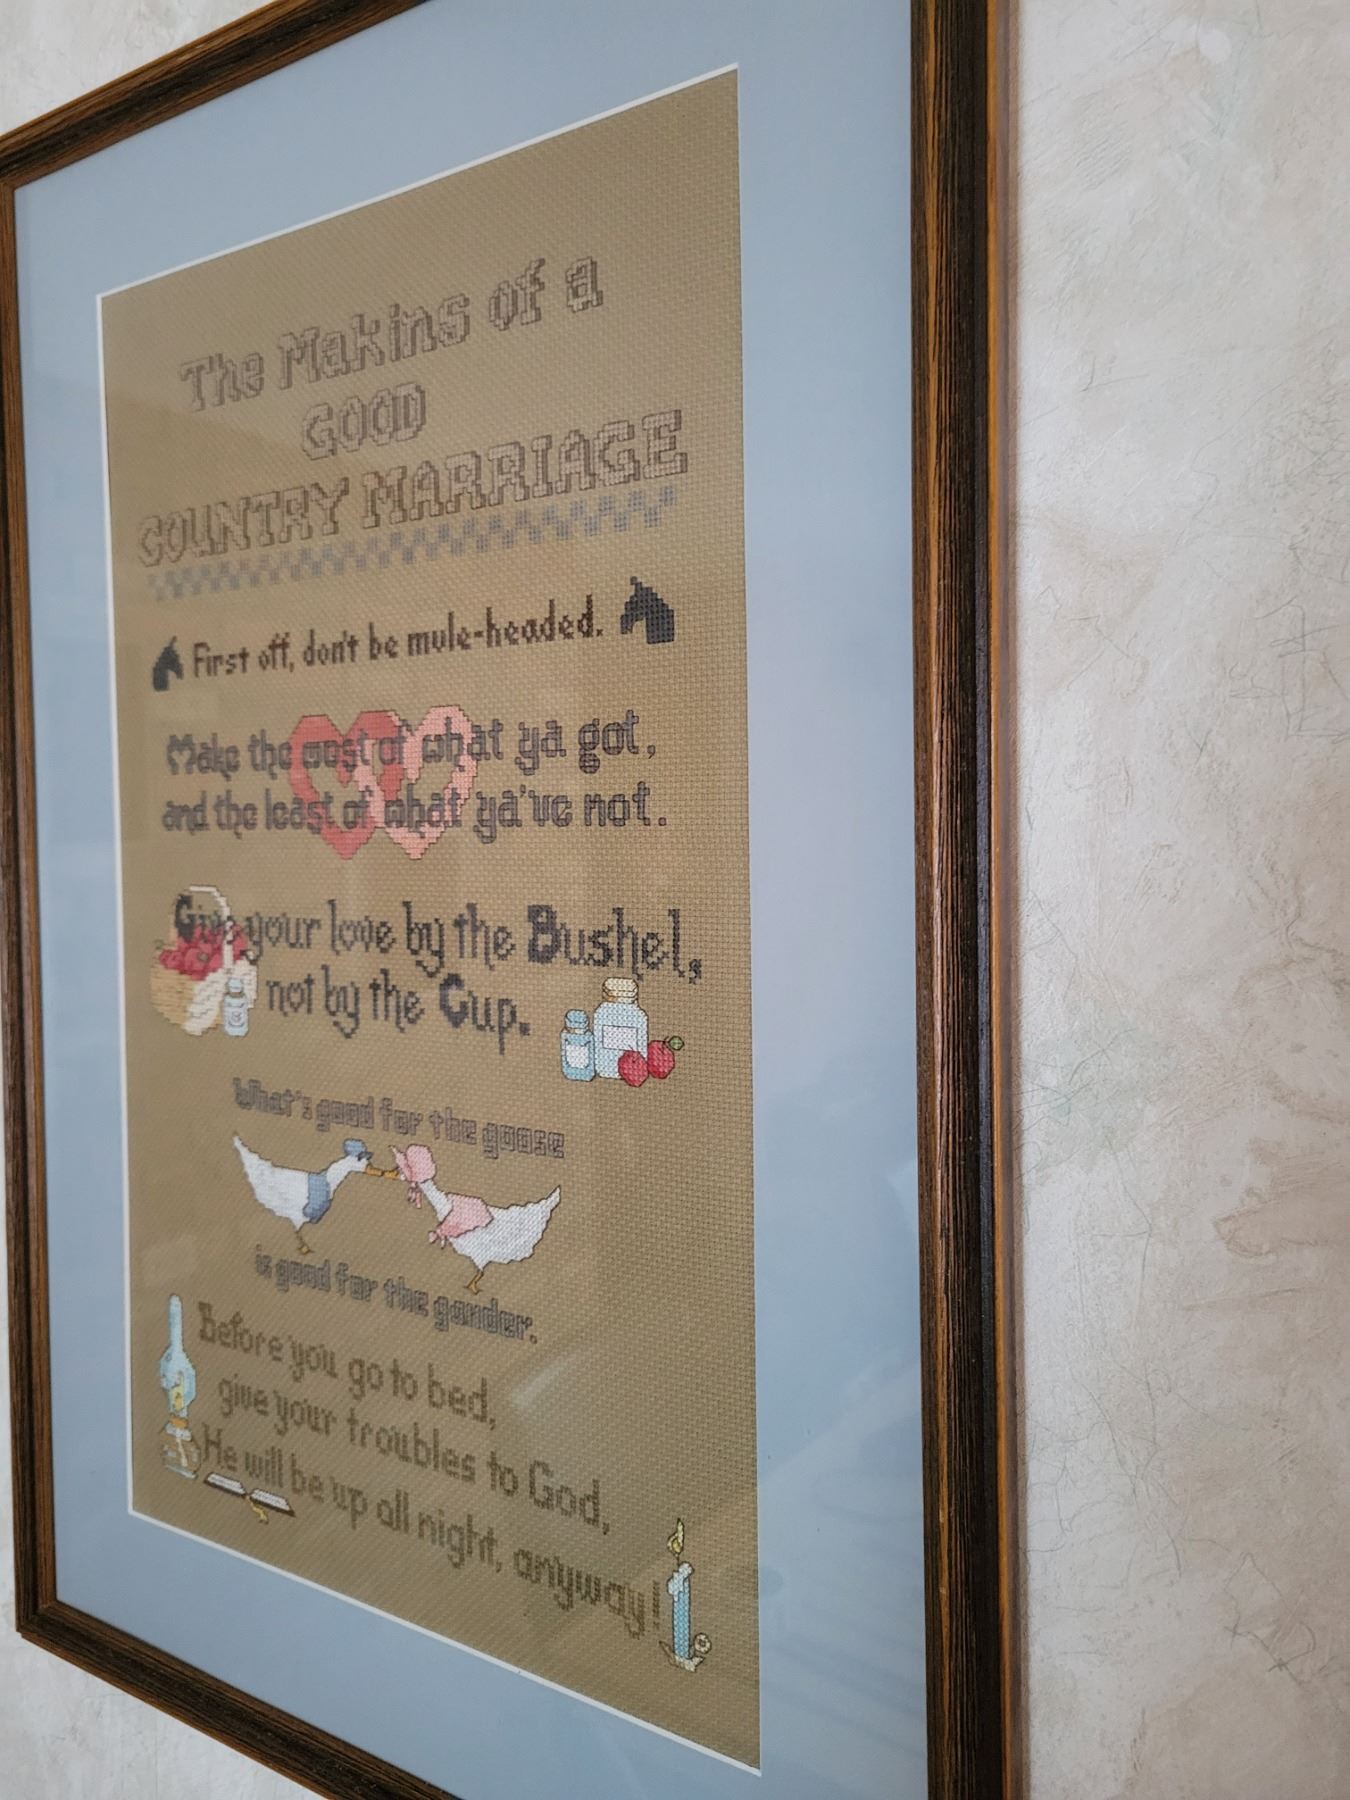 The Makins of a
GOOD
COUNTRY MARRIAGE
First off, don't be mule-headed.
Make the most of what ya got,
and the least of what ya've not.
Give your love by the Bushel,
not by the Cup.
What's good for the goose
is good for the gander.
Before you go to bed,
give your troubles to God,
He will be up all night, anyway!